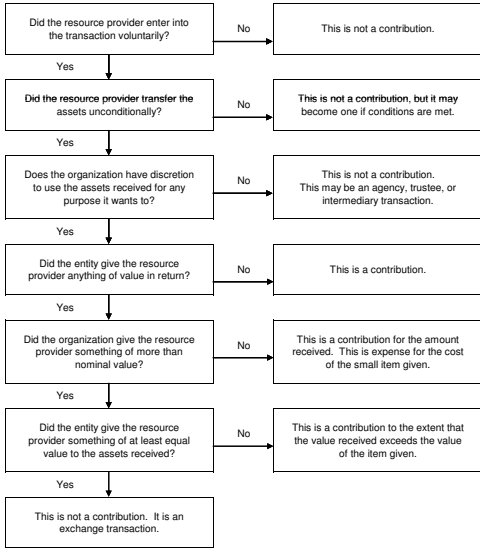 Did the resource provider enter into
the transaction voluntarily?
No
This is not a contribution.
Yes
Did the resource provider transfer the
assets unconditionally?
No
This is not a contribution, but it may
become one if conditions are met.
Yes
Does the organization have discretion
to use the assets received for any
purpose it wants to?
No
This is not a contribution.
This may be an agency, trustee, or
intermediary transaction.
Yes
Did the entity give the resource
provider anything of value in return?
No
This is a contribution.
Yes
Did the organization give the resource
provider something of more than
nominal value?
No
This is a contribution for the amount
received.  This is expense for the cost
of the small item given.
Yes
Did the entity give the resource
provider something of at least equal
value to the assets received?
No
This is a contribution to the extent that
the value received exceeds the value
of the item given.
Yes
This is not a contribution.  It is an
exchange transaction.